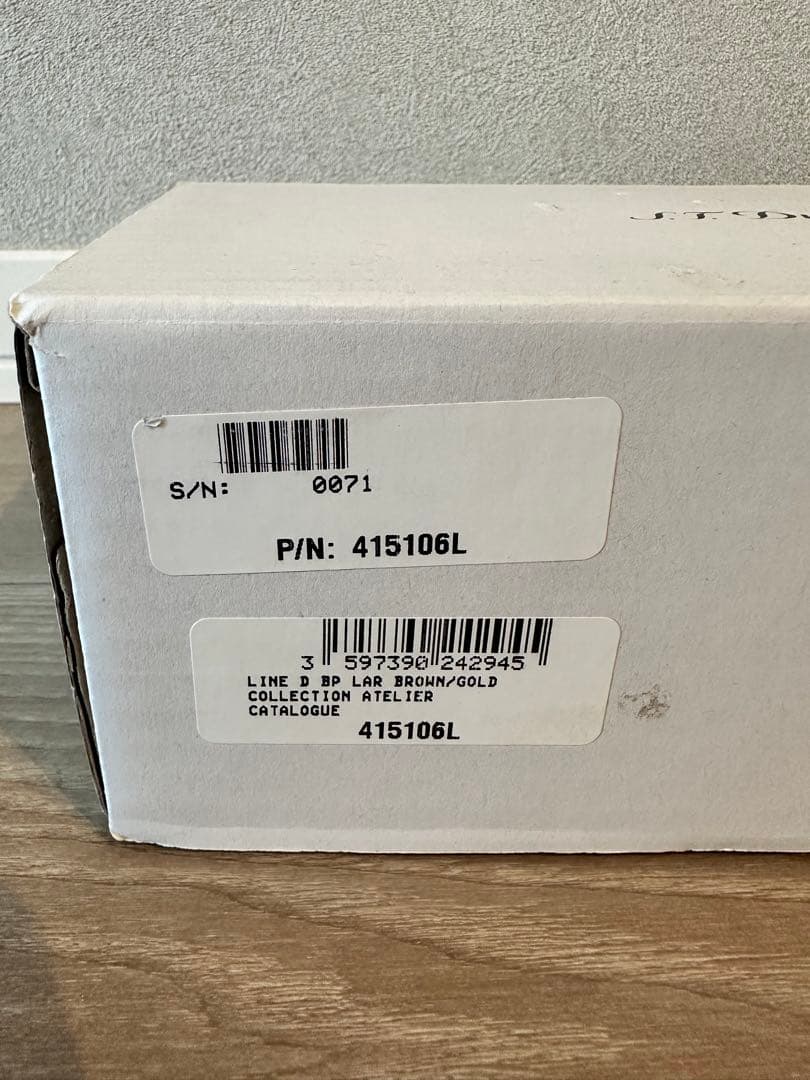 S.T. D
S/N: 0071
P/N: 415106L
3 597390 242945
LINE D BP LAR BROWN/GOLD
COLLECTION ATELIER
CATALOGUE
415106L